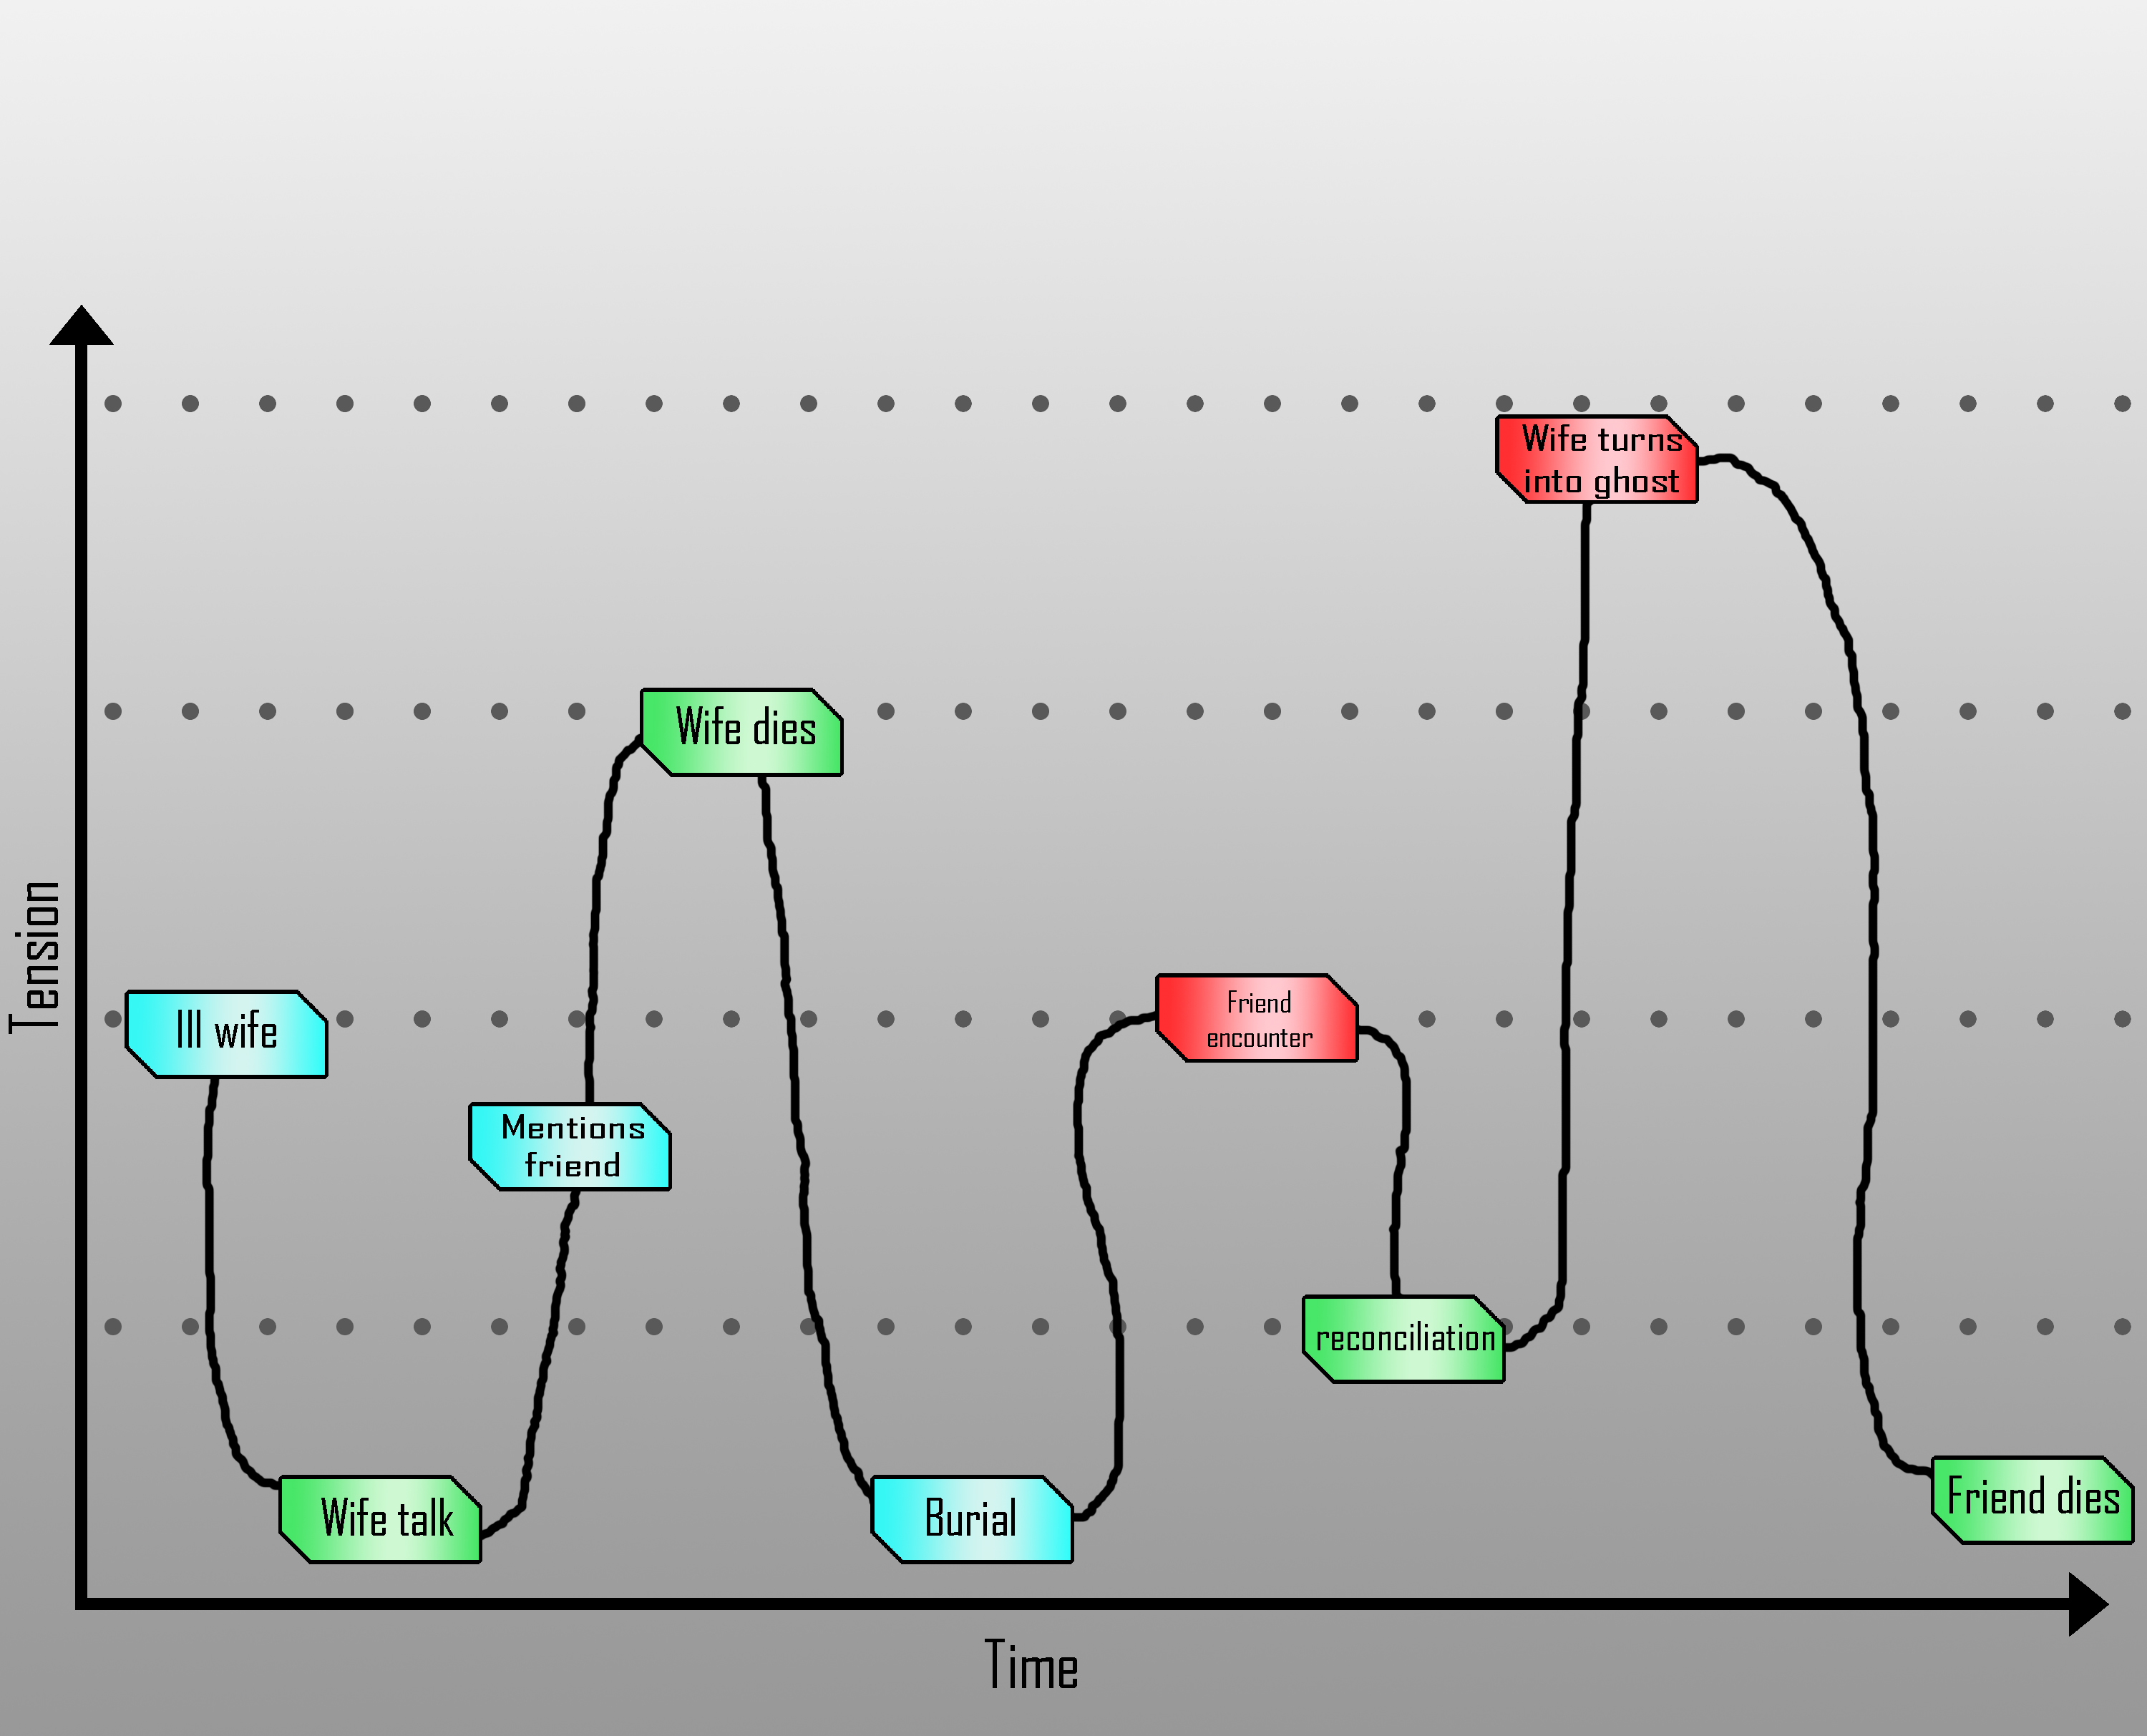 Wife turns
into ghost
Wife dies
Tension
Ill wife
Friend
encounter
Mentions
friend
reconciliation
Wife talk
Burial
Friend dies
Time